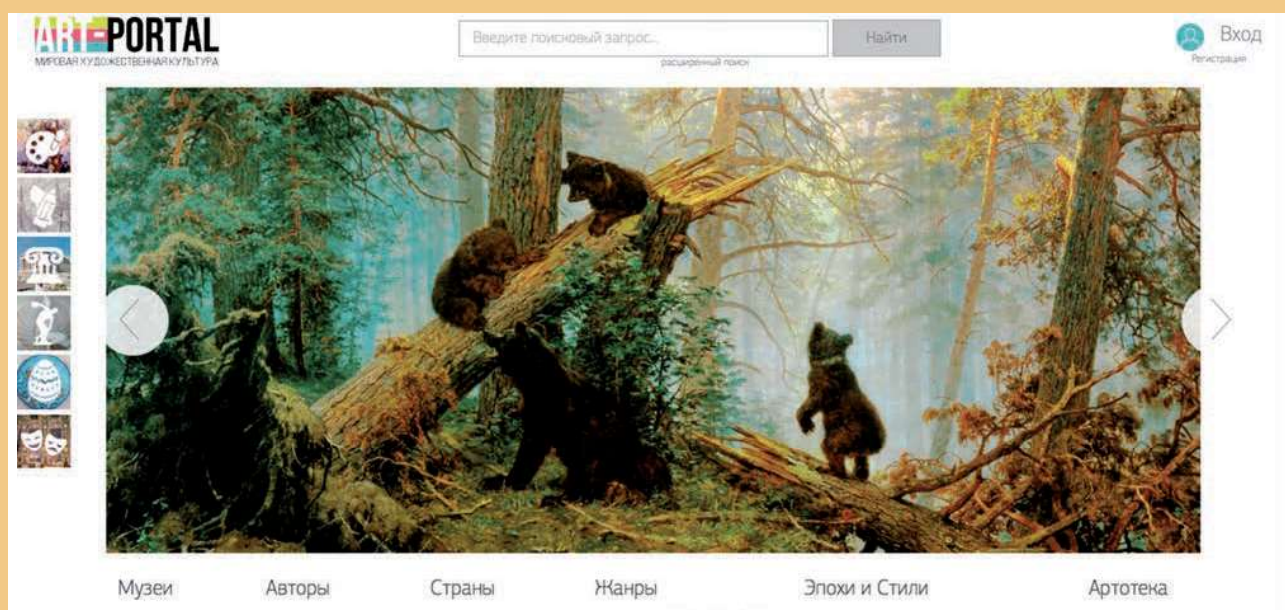 ART-PORTAL
МИРОВАЯ ХУДОЖЕСТВЕННАЯ КУЛЬТУРА
Введите поисковый запрос...
Найти
расширенный поиск
Вход
Регистрация
Музеи
Авторы
Страны
Жанры
Эпохи и Стили
Артотека